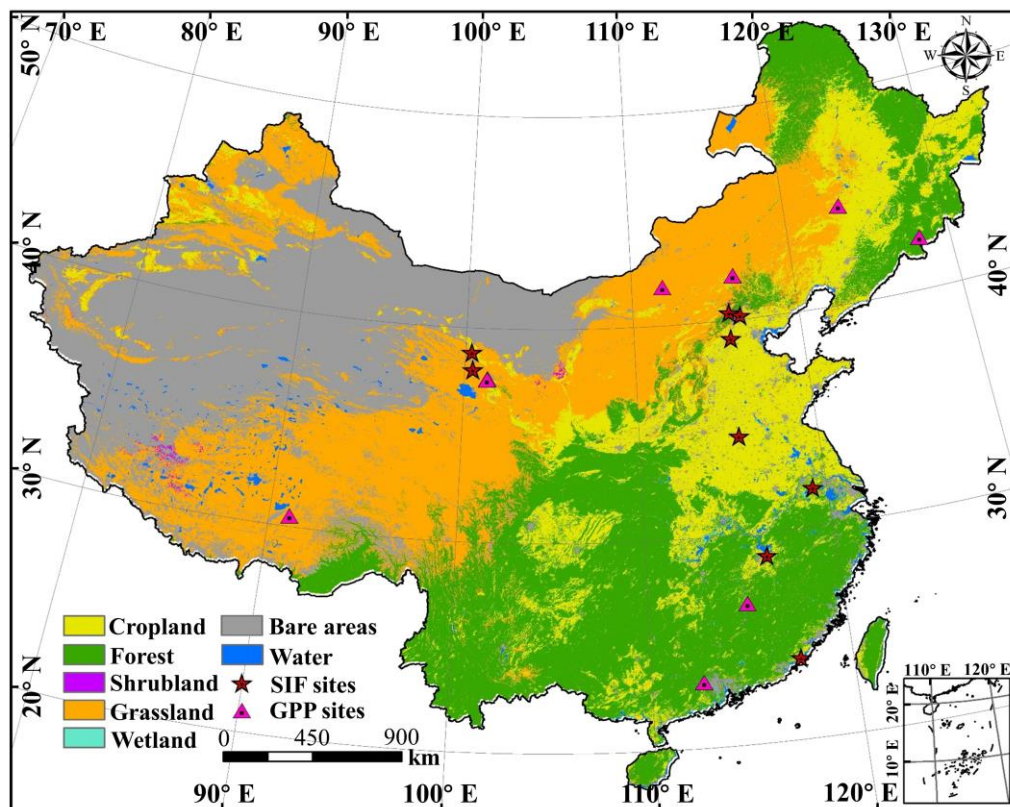 70° E 80° E 90° E 100° E 110° E 120° E 130° E
N
W E
S
50° N
40° N
30° N
20° N
40° N
30° N
Cropland Bare areas
Forest Water
Shrubland SIF sites
Grassland GPP sites
Wetland
0 450 900
km
110° E 120° E
20° N
10° N
90° E 100° E 110° E 120° E